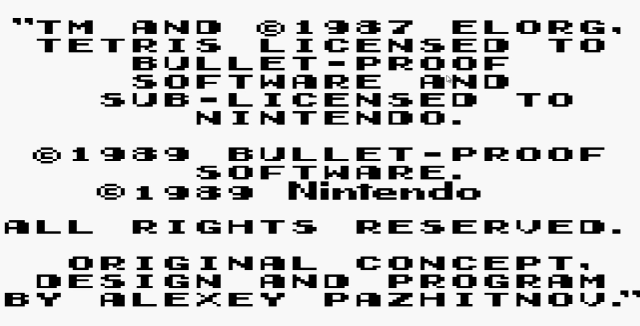 "TM AND ©1987 ELORG,
TETRIS LICENSED TO
BULLET-PROOF
SOFTWARE AND
SUB-LICENSED TO
NINTENDO.
©1989 BULLET-PROOF
SOFTWARE.
©1989 Nintendo
ALL RIGHTS RESERVED.
ORIGINAL CONCEPT,
DESIGN AND PROGRAM
BY ALEXEY PAZHITNOV."